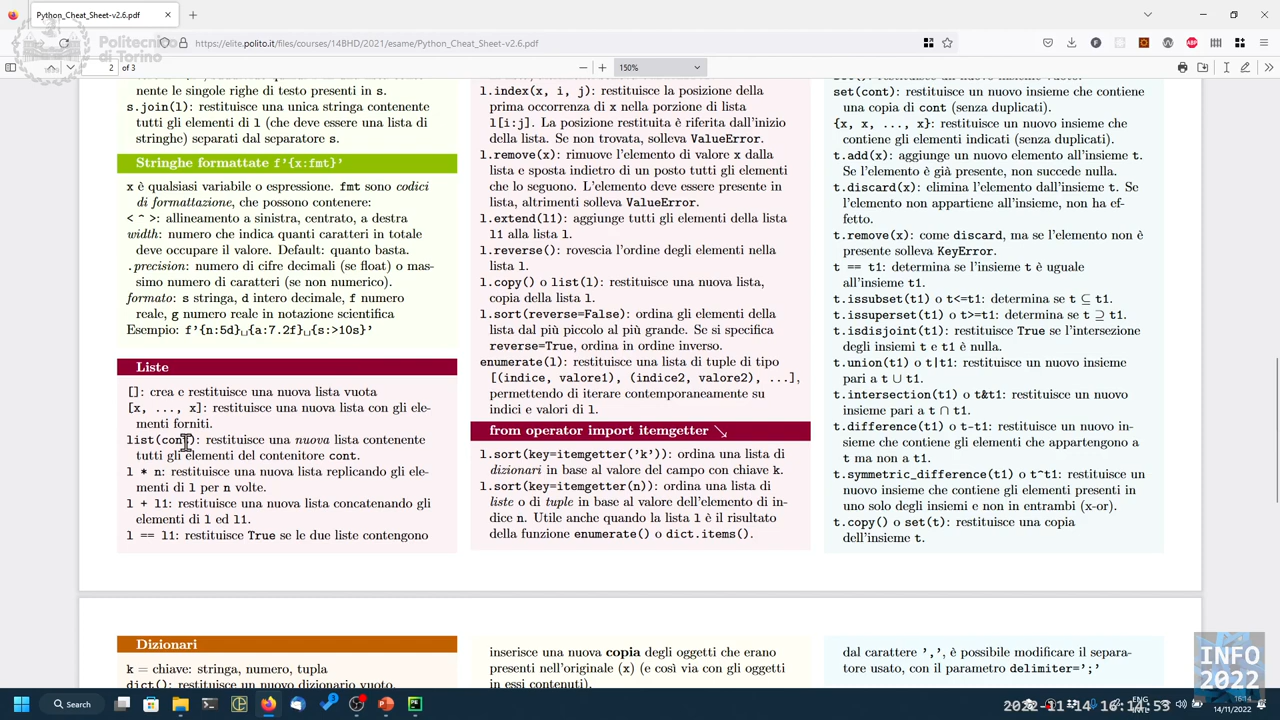 Python_Cheat_Sheet-v2.6.pdf
Politecnico
di Torino
https://elite.polito.it/files/courses/14BHD/2021/esame/Python_Cheat_Sheet-v2.6.pdf
2 of 3
150%
nente le singole righe di testo presenti in s.
s.join(l): restituisce una unica stringa contenente
tutti gli elementi di l (che deve essere una lista di
stringhe) separati dal separatore s.
Stringhe formattate f'{x:fmt}'
x è qualsiasi variabile o espressione. fmt sono codici
di formattazione, che possono contenere:
< ^ >: allineamento a sinistra, centrato, a destra
width: numero che indica quanti caratteri in totale
deve occupare il valore. Default: quanto basta.
.precision: numero di cifre decimali (se float) o mas-
simo numero di caratteri (se non numerico).
formato: s stringa, d intero decimale, f numero
reale, g numero reale in notazione scientifica
Esempio: f'{n:5d}␣{a:7.2f}␣{s:>10s}'
Liste
[]: crea e restituisce una nuova lista vuota
[x, ..., x]: restituisce una nuova lista con gli ele-
menti forniti.
list(cont): restituisce una nuova lista contenente
tutti gli elementi del contenitore cont.
l * n: restituisce una nuova lista replicando gli ele-
menti di l per n volte.
l + l1: restituisce una nuova lista concatenando gli
elementi di l ed l1.
l == l1: restituisce True se le due liste contengono
l.index(x, i, j): restituisce la posizione della
prima occorrenza di x nella porzione di lista
l[i:j]. La posizione restituita è riferita dall'inizio
della lista. Se non trovata, solleva ValueError.
l.remove(x): rimuove l'elemento di valore x dalla
lista e sposta indietro di un posto tutti gli elementi
che lo seguono. L'elemento deve essere presente in
lista, altrimenti solleva ValueError.
l.extend(l1): aggiunge tutti gli elementi della lista
l1 alla lista l.
l.reverse(): rovescia l'ordine degli elementi nella
lista l.
l.copy() o list(l): restituisce una nuova lista,
copia della lista l.
l.sort(reverse=False): ordina gli elementi della
lista dal più piccolo al più grande. Se si specifica
reverse=True, ordina in ordine inverso.
enumerate(l): restituisce una lista di tuple di tipo
[(indice, valore1), (indice2, valore2), ...],
permettendo di iterare contemporaneamente su
indici e valori di l.
from operator import itemgetter ↘
l.sort(key=itemgetter('k')): ordina una lista di
dizionari in base al valore del campo con chiave k.
l.sort(key=itemgetter(n)): ordina una lista di
liste o di tuple in base al valore dell'elemento di in-
dice n. Utile anche quando la lista l è il risultato
della funzione enumerate() o dict.items().
set(cont): restituisce un nuovo insieme che contiene
una copia di cont (senza duplicati).
{x, x, ..., x}: restituisce un nuovo insieme che
contiene gli elementi indicati (senza duplicati).
t.add(x): aggiunge un nuovo elemento all'insieme t.
Se l'elemento è già presente, non succede nulla.
t.discard(x): elimina l'elemento dall'insieme t. Se
l'elemento non appartiene all'insieme, non ha ef-
fetto.
t.remove(x): come discard, ma se l'elemento non è
presente solleva KeyError.
t == t1: determina se l'insieme t è uguale
all'insieme t1.
t.issubset(t1) o t<=t1: determina se t ⊆ t1.
t.issuperset(t1) o t>=t1: determina se t ⊇ t1.
t.isdisjoint(t1): restituisce True se l'intersezione
degli insiemi t e t1 è nulla.
t.union(t1) o t|t1: restituisce un nuovo insieme
pari a t ∪ t1.
t.intersection(t1) o t&t1: restituisce un nuovo
insieme pari a t ∩ t1.
t.difference(t1) o t-t1: restituisce un nuovo in-
sieme che contiene gli elementi che appartengono a
t ma non a t1.
t.symmetric_difference(t1) o t^t1: restituisce un
nuovo insieme che contiene gli elementi presenti in
uno solo degli insiemi e non in entrambi (x-or).
t.copy() o set(t): restituisce una copia
dell'insieme t.
Dizionari
k = chiave: stringa, numero, tupla
dict(): restituisce un nuovo dizionario vuoto.
inserisce una nuova copia degli oggetti che erano
presenti nell'originale (x) (e così via con gli oggetti
in essi contenuti).
dal carattere ',', è possibile modificare il separa-
tore usato, con il parametro delimiter=';'
INFO
2022
Search
ENG
2022-11-14 16:14:53
16:14
14/11/2022